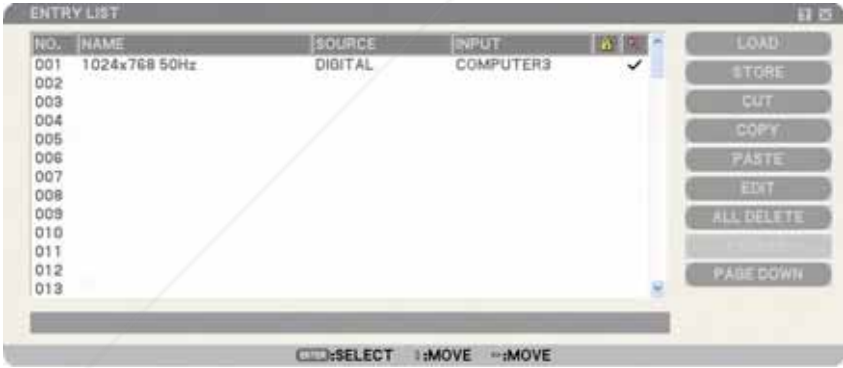 ENTRY LIST
NO. NAME SOURCE INPUT
001 1024x768 50Hz DIGITAL COMPUTER3
002
003
004
005
006
007
008
009
010
011
012
013
LOAD
STORE
CUT
COPY
PASTE
EDIT
ALL DELETE
PAGE DOWN
ENTER:SELECT ↕:MOVE ↔:MOVE